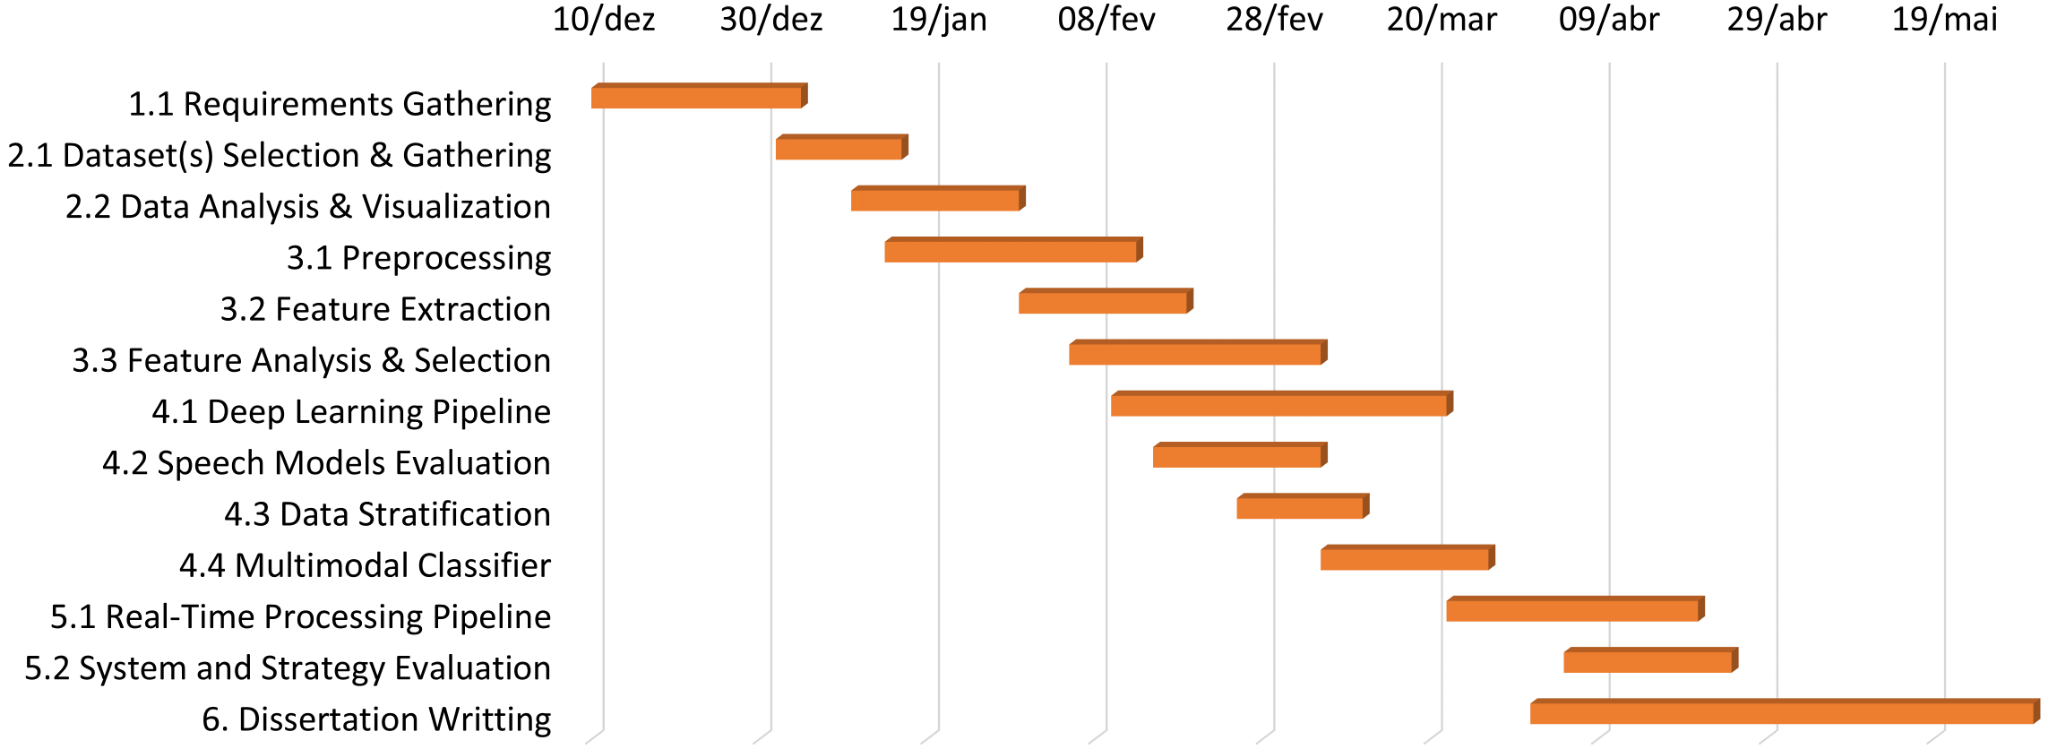 10/dez 30/dez 19/jan 08/fev 28/fev 20/mar 09/abr 29/abr 19/mai
1.1 Requirements Gathering
2.1 Dataset(s) Selection & Gathering
2.2 Data Analysis & Visualization
3.1 Preprocessing
3.2 Feature Extraction
3.3 Feature Analysis & Selection
4.1 Deep Learning Pipeline
4.2 Speech Models Evaluation
4.3 Data Stratification
4.4 Multimodal Classifier
5.1 Real-Time Processing Pipeline
5.2 System and Strategy Evaluation
6. Dissertation Writting